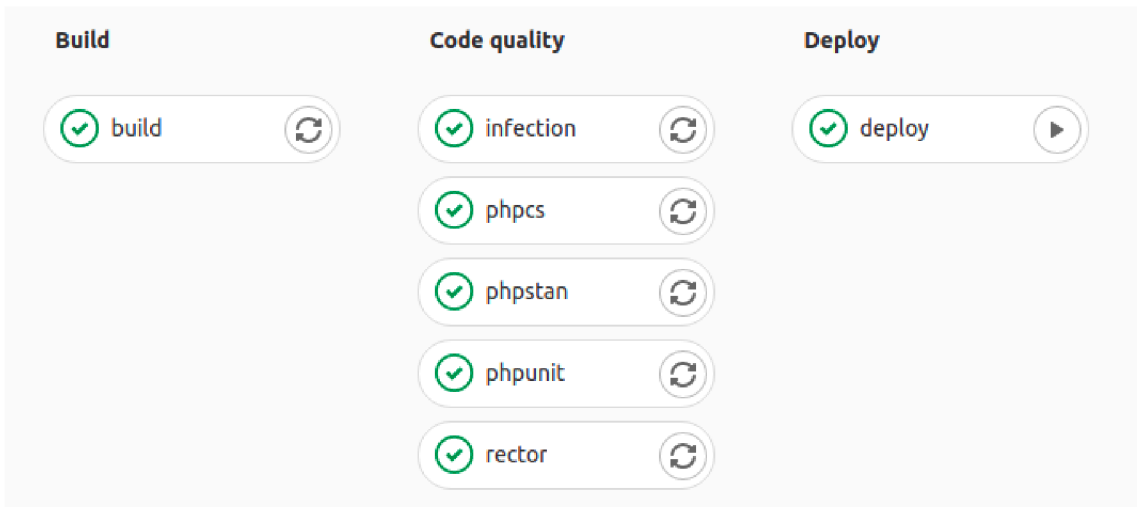 Build
Code quality
Deploy
build
infection
deploy
phpcs
phpstan
phpunit
rector